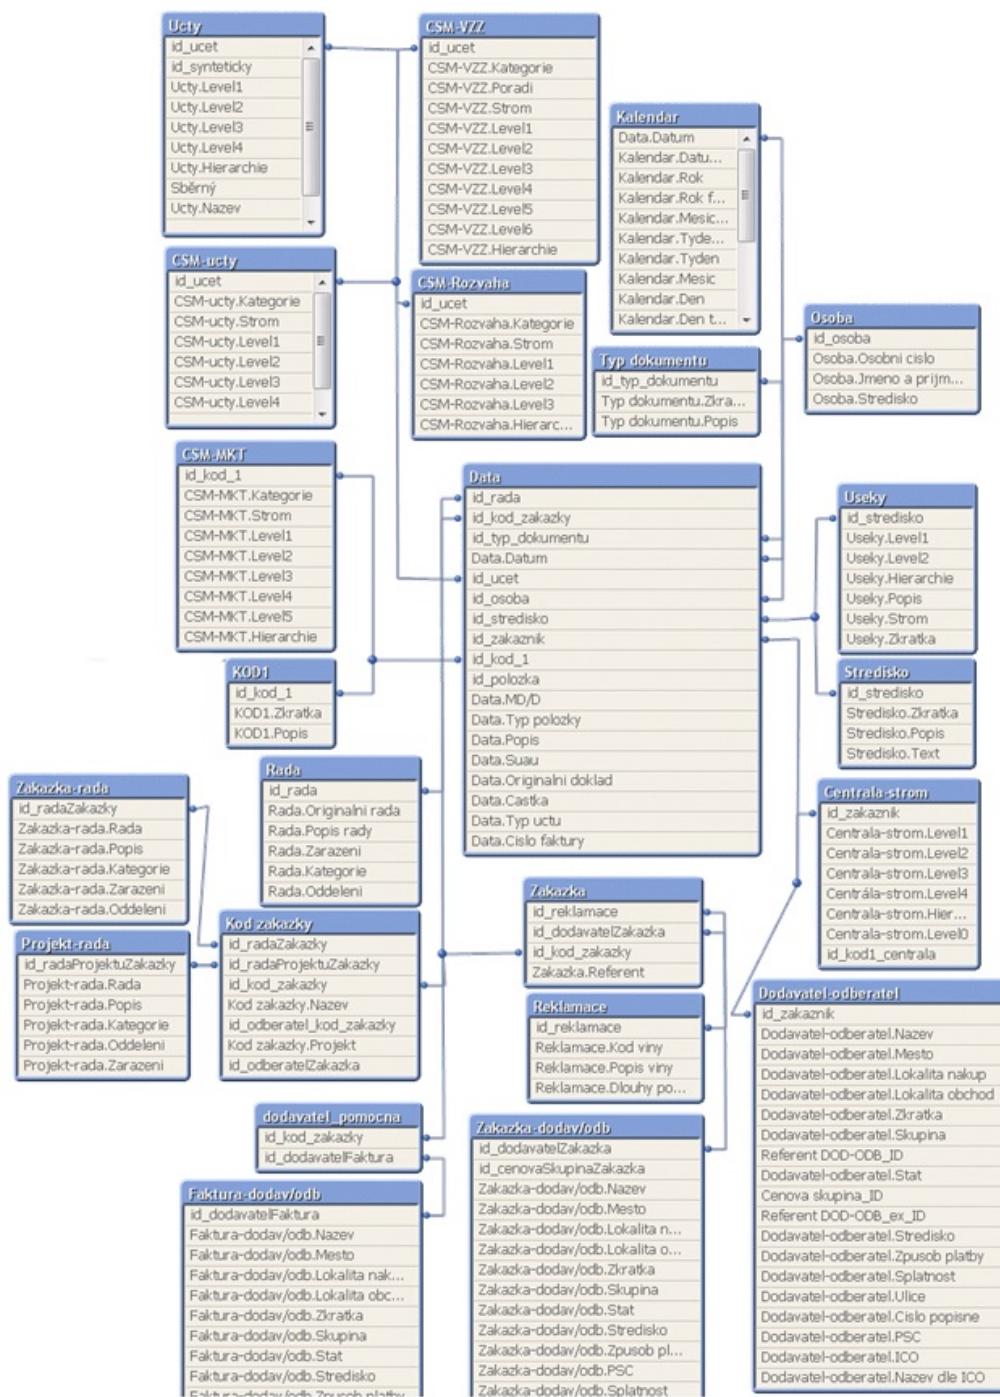 Ucty
id_ucet
id_synteticky
Ucty.Level1
Ucty.Level2
Ucty.Level3
Ucty.Level4
Ucty.Hierarchie
Sběrný
Ucty.Nazev
CSM-VZZ
id_ucet
CSM-VZZ.Kategorie
CSM-VZZ.Poradi
CSM-VZZ.Strom
CSM-VZZ.Level1
CSM-VZZ.Level2
CSM-VZZ.Level3
CSM-VZZ.Level4
CSM-VZZ.Level5
CSM-VZZ.Level6
CSM-VZZ.Hierarchie
Kalendar
Data.Datum
Kalendar.Datu...
Kalendar.Rok
Kalendar.Rok f...
Kalendar.Mesic...
Kalendar.Tyde...
Kalendar.Tyden
Kalendar.Mesic
Kalendar.Den
Kalendar.Den t...
CSM-ucty
id_ucet
CSM-ucty.Kategorie
CSM-ucty.Strom
CSM-ucty.Level1
CSM-ucty.Level2
CSM-ucty.Level3
CSM-ucty.Level4
CSM-Rozvaha
id_ucet
CSM-Rozvaha.Kategorie
CSM-Rozvaha.Strom
CSM-Rozvaha.Level1
CSM-Rozvaha.Level2
CSM-Rozvaha.Level3
CSM-Rozvaha.Hierarc...
Osoba
id_osoba
Osoba.Osobni cislo
Osoba.Jmeno a prijm...
Osoba.Stredisko
Typ dokumentu
id_typ_dokumentu
Typ dokumentu.Zkra...
Typ dokumentu.Popis
CSM-MKT
id_kod_1
CSM-MKT.Kategorie
CSM-MKT.Strom
CSM-MKT.Level1
CSM-MKT.Level2
CSM-MKT.Level3
CSM-MKT.Level4
CSM-MKT.Level5
CSM-MKT.Hierarchie
Data
id_rada
id_kod_zakazky
id_typ_dokumentu
Data.Datum
id_ucet
id_osoba
id_stredisko
id_zakaznik
id_kod_1
id_polozka
Data.MD/D
Data.Typ polozky
Data.Popis
Data.Suau
Data.Originalni doklad
Data.Castka
Data.Typ uctu
Data.Cislo faktury
Useky
id_stredisko
Useky.Level1
Useky.Level2
Useky.Hierarchie
Useky.Popis
Useky.Strom
Useky.Zkratka
KOD1
id_kod_1
KOD1.Zkratka
KOD1.Popis
Stredisko
id_stredisko
Stredisko.Zkratka
Stredisko.Popis
Stredisko.Text
Rada
id_rada
Rada.Originalni rada
Rada.Popis rady
Rada.Zarazeni
Rada.Kategorie
Rada.Oddeleni
Zakazka-rada
id_radaZakazky
Zakazka-rada.Rada
Zakazka-rada.Popis
Zakazka-rada.Kategorie
Zakazka-rada.Zarazeni
Zakazka-rada.Oddeleni
Centrala-strom
id_zakaznik
Centrala-strom.Level1
Centrala-strom.Level2
Centrala-strom.Level3
Centrála-strom.Level4
Centrala-strom.Hier...
Centrala-strom.Level0
id_kod1_centrala
Zakazka
id_reklamace
id_dodavatelZakazka
id_kod_zakazky
Zakazka.Referent
Kod zakazky
id_radaZakazky
id_radaProjektuZakazky
id_kod_zakazky
Kod zakazky.Nazev
id_odberatel_kod_zakazky
Kod zakazky.Projekt
id_odberatelZakazka
Projekt-rada
id_radaProjektuZakazky
Projekt-rada.Rada
Projekt-rada.Popis
Projekt-rada.Kategorie
Projekt-rada.Oddeleni
Projekt-rada.Zarazeni
Reklamace
id_reklamace
Reklamace.Kod viny
Reklamace.Popis viny
Reklamace.Dlouhy po...
Dodavatel-odberatel
id_zakaznik
Dodavatel-odberatel.Nazev
Dodavatel-odberatel.Mesto
Dodavatel-odberatel.Lokalita nakup
Dodavatel-odberatel.Lokalita obchod
Dodavatel-odberatel.Zkratka
Dodavatel-odberatel.Skupina
Referent DOD-ODB_ID
Dodavatel-odberatel.Stat
Cenova skupina_ID
Referent DOD-ODB_ex_ID
Dodavatel-odberatel.Stredisko
Dodavatel-odberatel.Zpusob platby
Dodavatel-odberatel.Splatnost
Dodavatel-odberatel.Ulice
Dodavatel-odberatel.Cislo popisne
Dodavatel-odberatel.PSC
Dodavatel-odberatel.ICO
Dodavatel-odberatel.Nazev dle ICO
dodavatel_pomocna
id_kod_zakazky
id_dodavatelFaktura
Zakazka-dodav/odb
id_dodavatelZakazka
id_cenovaSkupinaZakazka
Zakazka-dodav/odb.Nazev
Zakazka-dodav/odb.Mesto
Zakazka-dodav/odb.Lokalita n...
Zakazka-dodav/odb.Lokalita o...
Zakazka-dodav/odb.Zkratka
Zakazka-dodav/odb.Skupina
Zakazka-dodav/odb.Stat
Zakazka-dodav/odb.Stredisko
Zakazka-dodav/odb.Zpusob pl...
Zakazka-dodav/odb.PSC
Zakazka-dodav/odb.Splatnost
Faktura-dodav/odb
id_dodavatelFaktura
Faktura-dodav/odb.Nazev
Faktura-dodav/odb.Mesto
Faktura-dodav/odb.Lokalita nak...
Faktura-dodav/odb.Lokalita obc...
Faktura-dodav/odb.Zkratka
Faktura-dodav/odb.Skupina
Faktura-dodav/odb.Stat
Faktura-dodav/odb.Stredisko
Faktura-dodav/odb.Zpusob platby